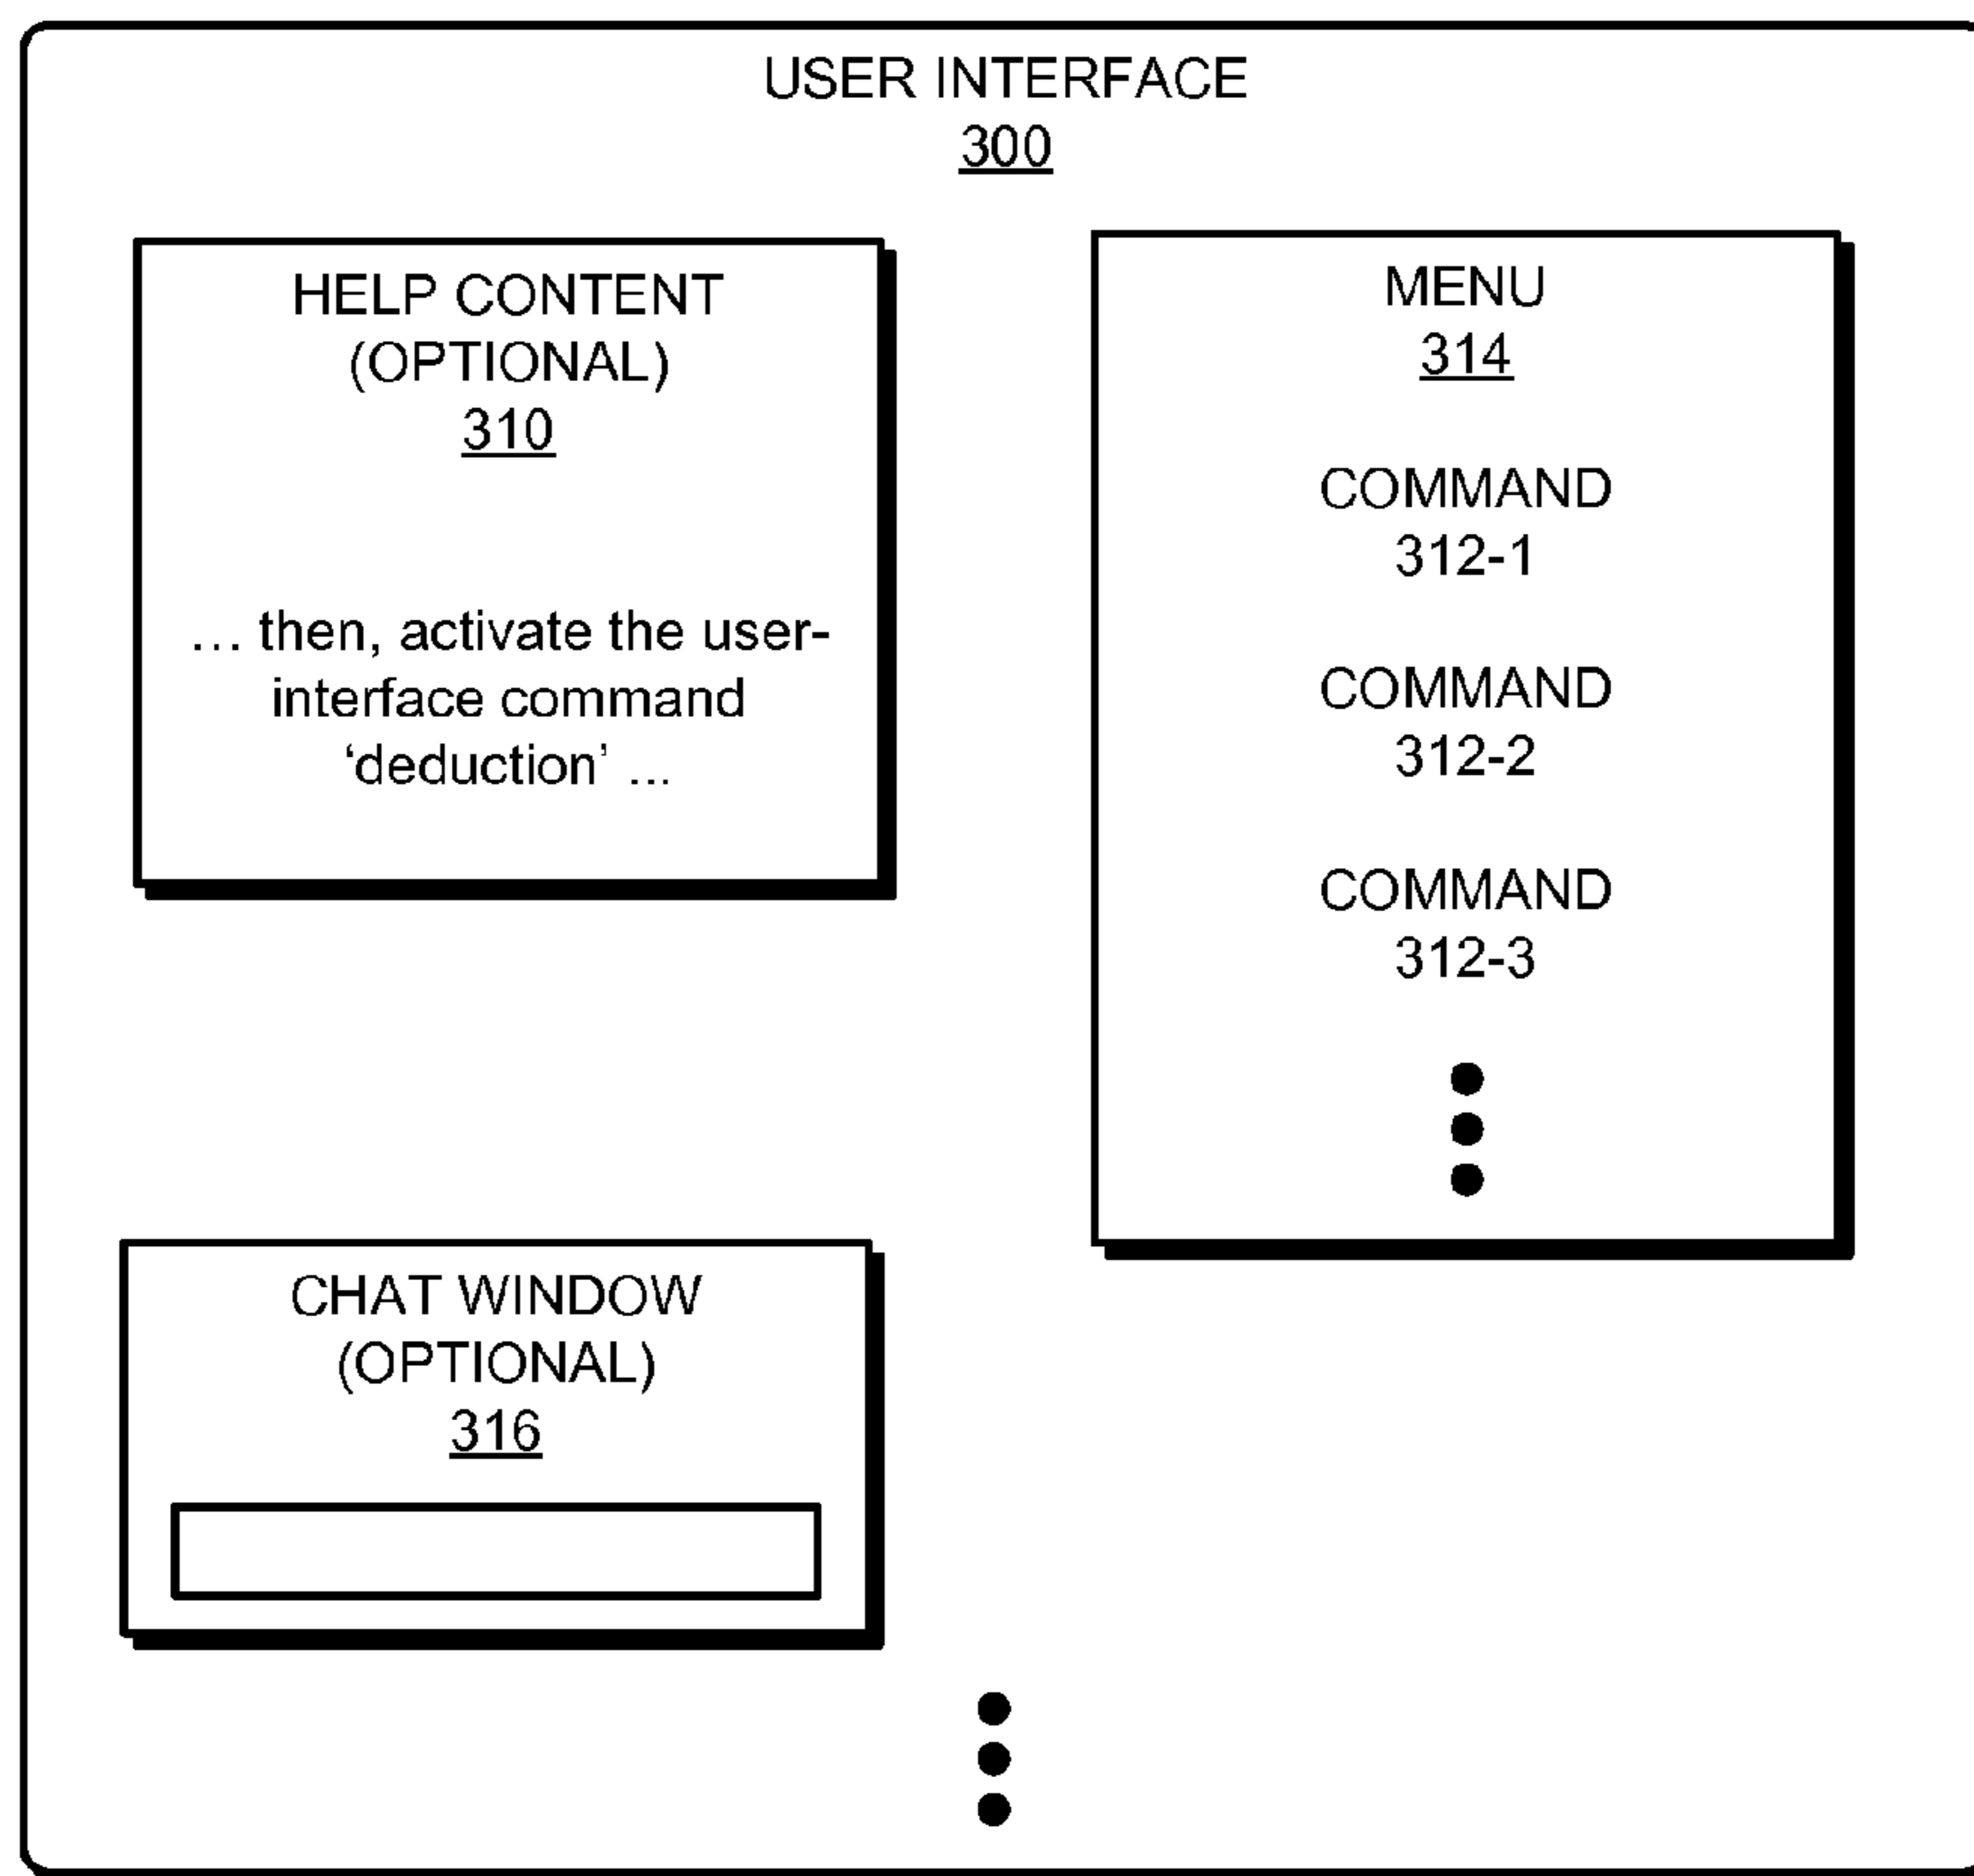 USER INTERFACE
300
HELP CONTENT
(OPTIONAL)
310
... then, activate the user-
interface command
‘deduction’ ...
MENU
314
COMMAND
312-1
COMMAND
312-2
COMMAND
312-3
CHAT WINDOW
(OPTIONAL)
316